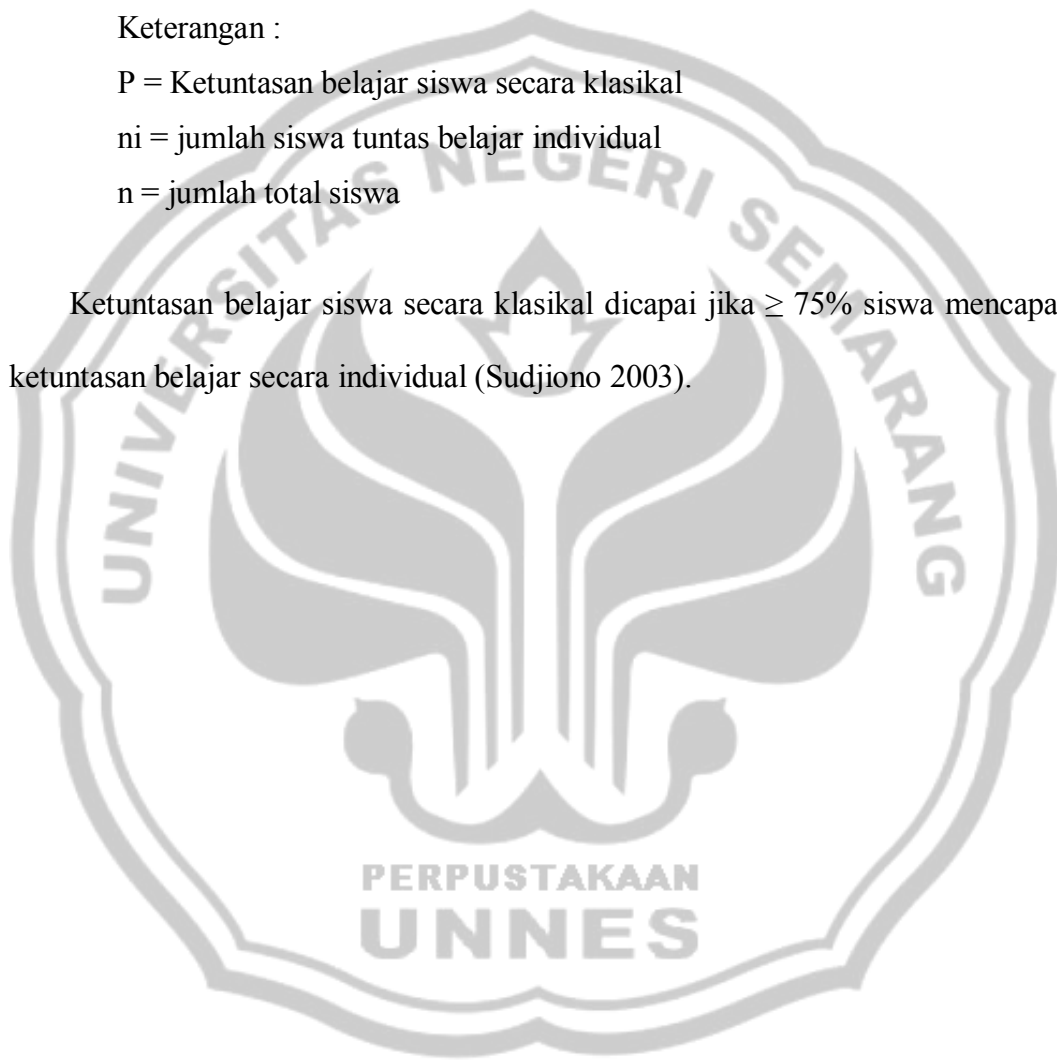 Keterangan :
P = Ketuntasan belajar siswa secara klasikal
ni = jumlah siswa tuntas belajar individual
n = jumlah total siswa
Ketuntasan belajar siswa secara klasikal dicapai jika ≥ 75% siswa mencapa
ketuntasan belajar secara individual (Sudjiono 2003).
UNIVERSITAS NEGERI SEMARANG
PERPUSTAKAAN
UNNES